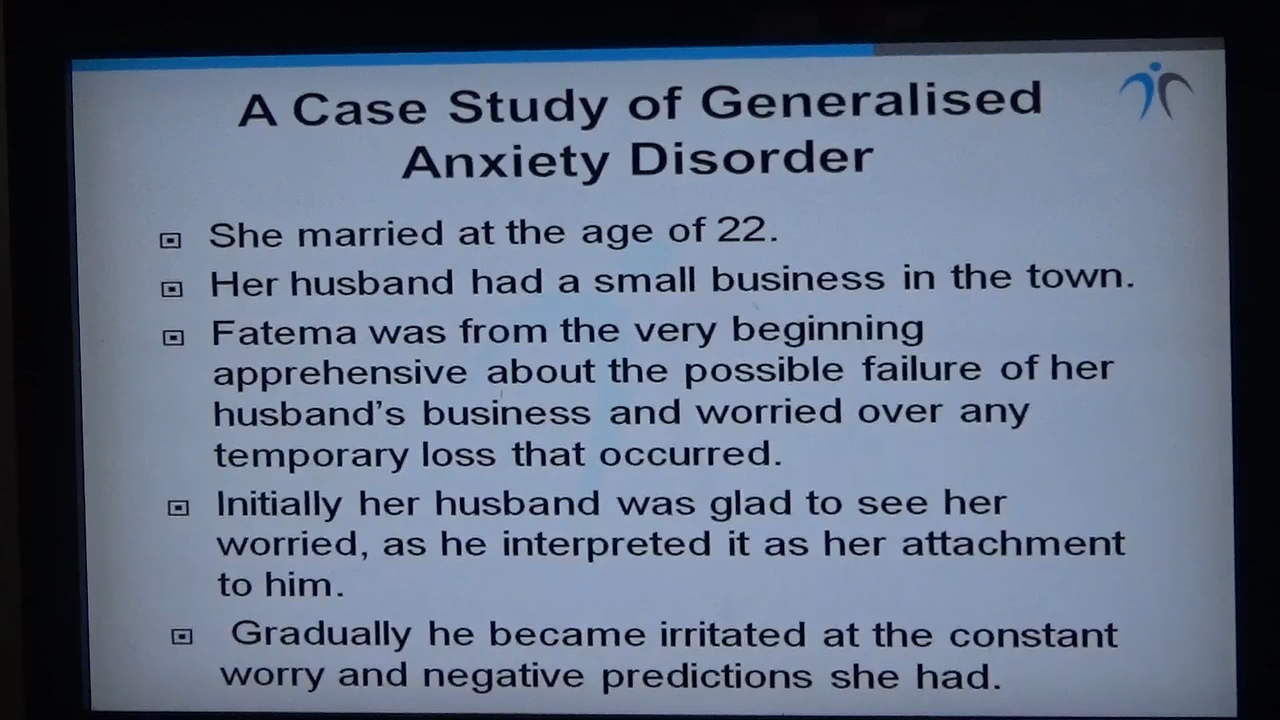 A Case Study of Generalised
Anxiety Disorder
She married at the age of 22.
Her husband had a small business in the town.
Fatema was from the very beginning
apprehensive about the possible failure of her
husband's business and worried over any
temporary loss that occurred.
Initially her husband was glad to see her
worried, as he interpreted it as her attachment
to him.
Gradually he became irritated at the constant
worry and negative predictions she had.